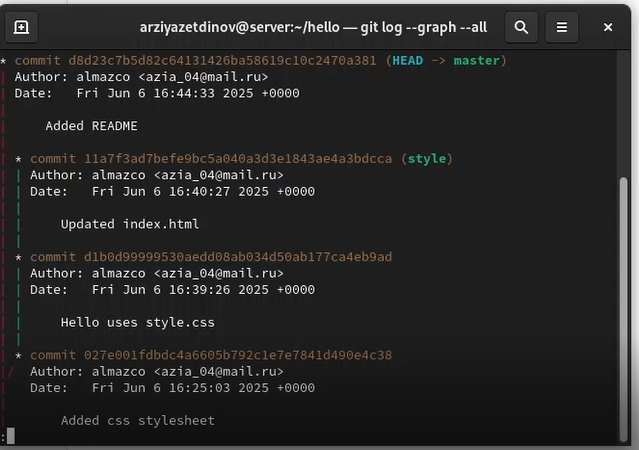 arziyazetdinov@server:~/hello — git log --graph --all
* commit d8d23c7b5d82c64131426ba58619c10c2470a381 (HEAD -> master)
| Author: almazco <azia_04@mail.ru>
| Date:   Fri Jun 6 16:44:33 2025 +0000
|
|     Added README
|
| * commit 11a7f3ad7befe9bc5a040a3d3e1843ae4a3bdcca (style)
| | Author: almazco <azia_04@mail.ru>
| | Date:   Fri Jun 6 16:40:27 2025 +0000
| |
| |     Updated index.html
| |
| * commit d1b0d99999530aedd08ab034d50ab177ca4eb9ad
| | Author: almazco <azia_04@mail.ru>
| | Date:   Fri Jun 6 16:39:26 2025 +0000
| |
| |     Hello uses style.css
| |
| * commit 027e001fdbdc4a6605b792c1e7e7841d490e4c38
|/  Author: almazco <azia_04@mail.ru>
|   Date:   Fri Jun 6 16:25:03 2025 +0000
|
|       Added css stylesheet
: